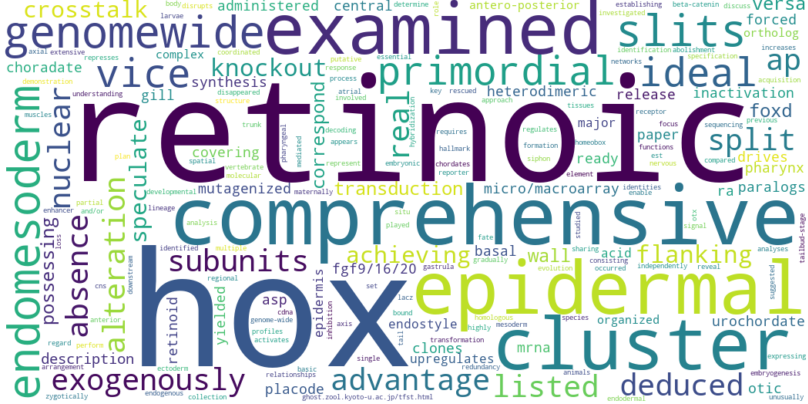 crosstalk administered central antero-posterior determine establishing beta-catenin discuss versa
body larvae disrupts role investigated
genomewide examined slits forced ortholog
axial extensive coordinated putative essential identification abolishment
choradate represses response networks specification increases
vice knockout primordial ideal ap
complex demonstration process key rescued approach acquisition
understanding synthesis disappeared involved atrial heterodimeric release inactivation
structure tissues regulates receptor previous
gill muscles decoding hybridization requires homeobox sequencing foxd
endomesoderm nuclear correspond real major paper split
trunk appears hallmark formation functions focus est compared nervous
covering spatial pharyngeal mediated embryonic chordates siphon element
speculate plan vertebrate represent reporter ready identities enable drives pharynx
retinoic
mutagenized transduction micro/macroarray ra paralogs
developmental molecular maternally
possessing absence alteration comprehensive
enhancer and/or partial lineage situ signal otx studied tailbud-stage
analysis played fate analyses
subunits achieving basal wall acid flanking
loss cns downstream identified multiple gradually sharing reveal
fgf9/16/20 gastrula consisting occurred independently evolution suggested
hox epidermal
regional set lacz
anterior yielded asp epidermis inhibition bound endostyle organized urochordate
regard retinoid cdna axis homologous mesoderm species
description genome-wide profiles activates tail highly clones mrna cluster
perform transformation
arrangement ectoderm basic single upregulates expressing
exogenously placode advantage listed deduced otic
zygotically endogenous relationships redundancy animals embryogenesis
collection ghost.zool.kyoto-u.ac.jp/tfst.html endodermal unusually